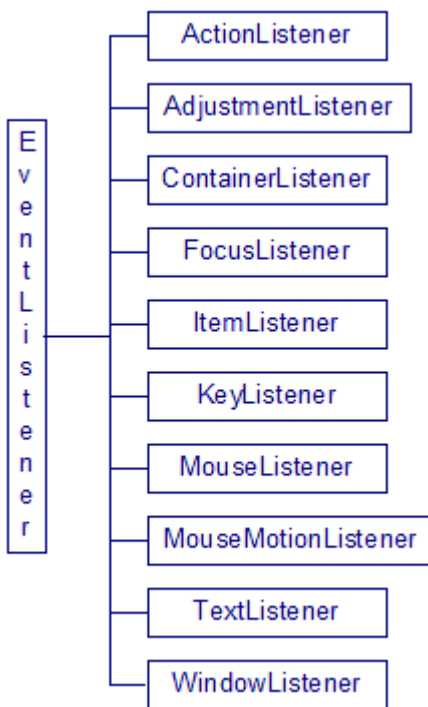 EventListener
ActionListener
AdjustmentListener
ContainerListener
FocusListener
ItemListener
KeyListener
MouseListener
MouseMotionListener
TextListener
WindowListener